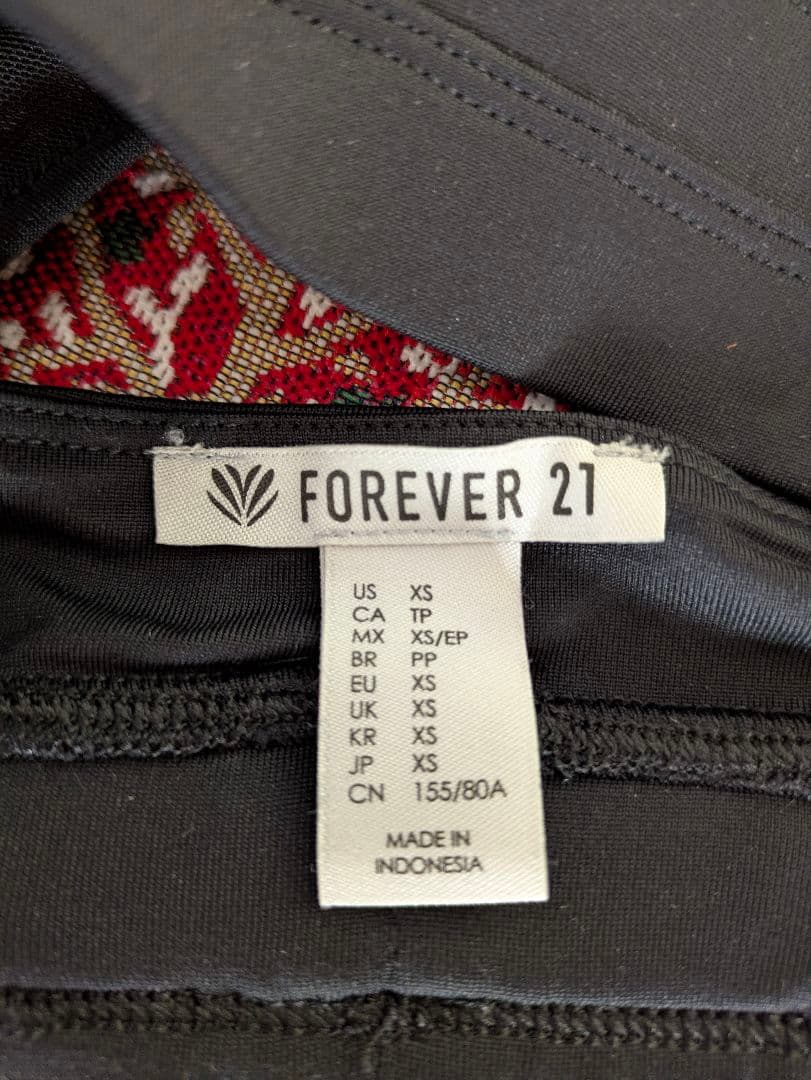 FOREVER 21
US XS
CA TP
MX XS/EP
BR PP
EU XS
UK XS
KR XS
JP XS
CN 155/80A
MADE IN
INDONESIA